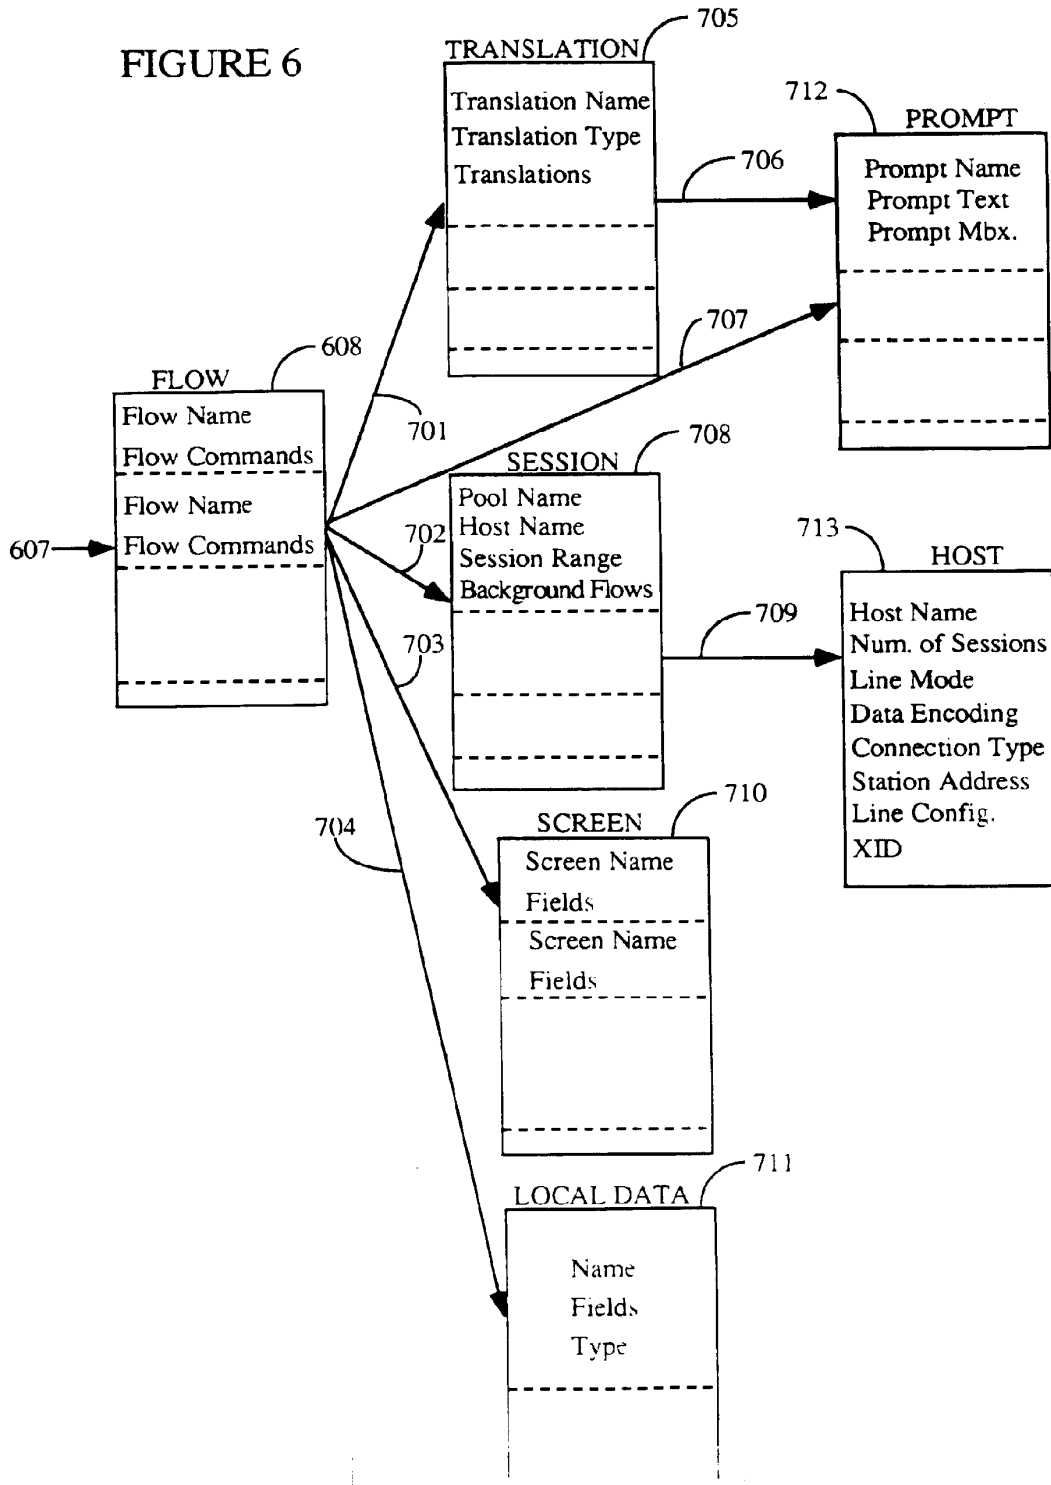 FIGURE 6
705
TRANSLATION
Translation Name
Translation Type
Translations
706
712
PROMPT
Prompt Name
Prompt Text
Prompt Mbx.
707
608
FLOW
Flow Name
Flow Commands
Flow Name
Flow Commands
607
701
702
703
704
708
SESSION
Pool Name
Host Name
Session Range
Background Flows
709
713
HOST
Host Name
Num. of Sessions
Line Mode
Data Encoding
Connection Type
Station Address
Line Config.
XID
710
SCREEN
Screen Name
Fields
Screen Name
Fields
711
LOCAL DATA
Name
Fields
Type